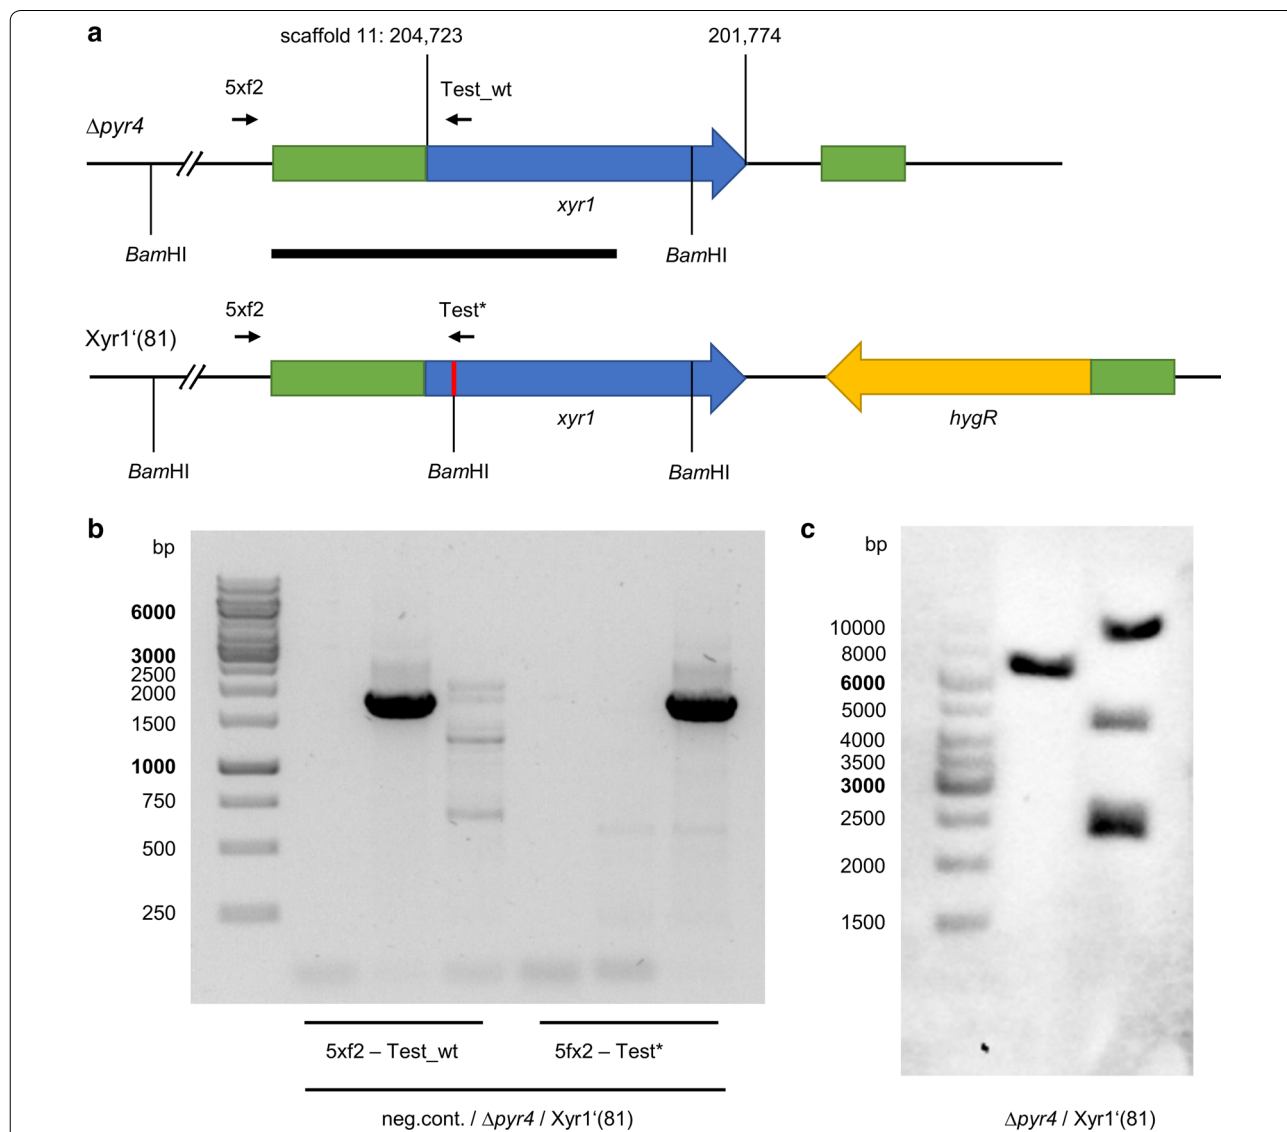 a
scaffold 11: 204,723
201,774
5xf2
Test_wt
Δpyr4
xyr1
BamHI
BamHI
5xf2
Test*
Xyr1‘(81)
xyr1
hygR
BamHI
BamHI
BamHI
b
bp
6000
3000
2500
2000
1500
1000
750
500
250
5xf2 – Test_wt
5fx2 – Test*
neg.cont. / Δpyr4 / Xyr1‘(81)
c
bp
10000
8000
6000
5000
4000
3500
3000
2500
2000
1500
Δpyr4 / Xyr1‘(81)